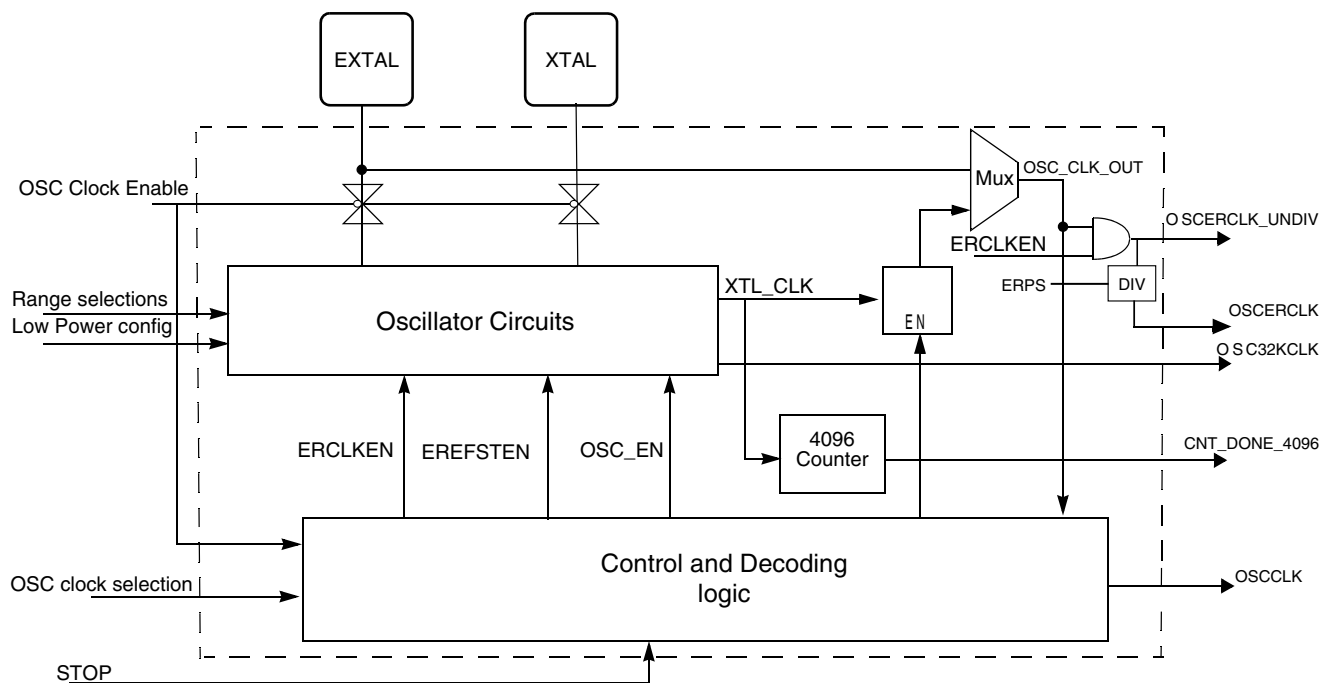 EXTAL
XTAL
OSC Clock Enable
Mux
OSC_CLK_OUT
OSCERCLK_UNDIV
ERCLKEN
XTL_CLK
ERPS
DIV
Range selections
Low Power config
Oscillator Circuits
EN
OSCERCLK
OSC32KCLK
ERCLKEN
EREFSTEN
OSC_EN
4096
Counter
CNT_DONE_4096
Control and Decoding
logic
OSC clock selection
OSCCLK
STOP